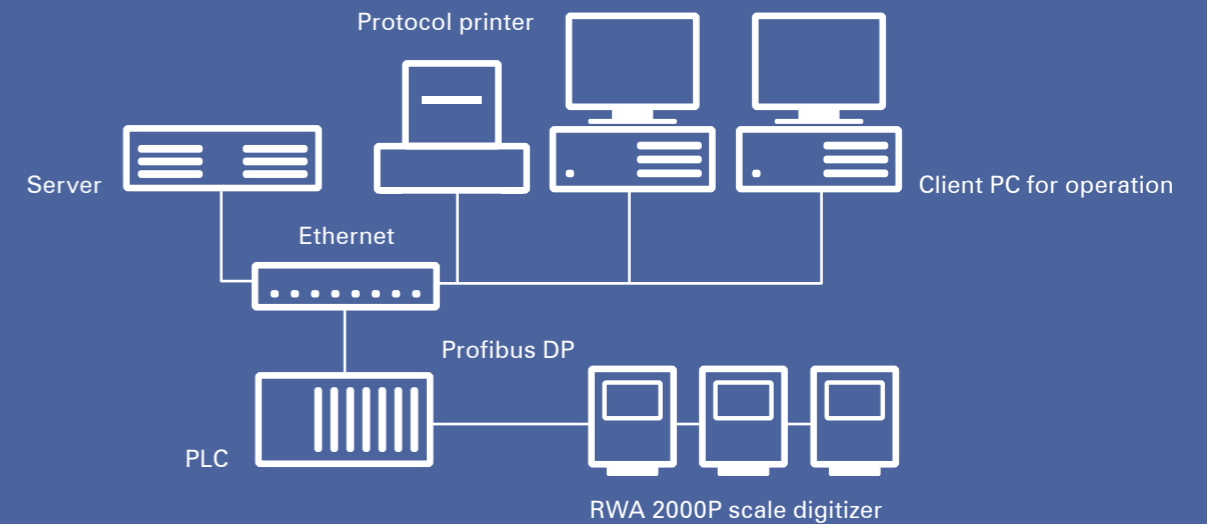 Protocol printer
Server
Client PC for operation
Ethernet
Profibus DP
PLC
RWA 2000P scale digitizer